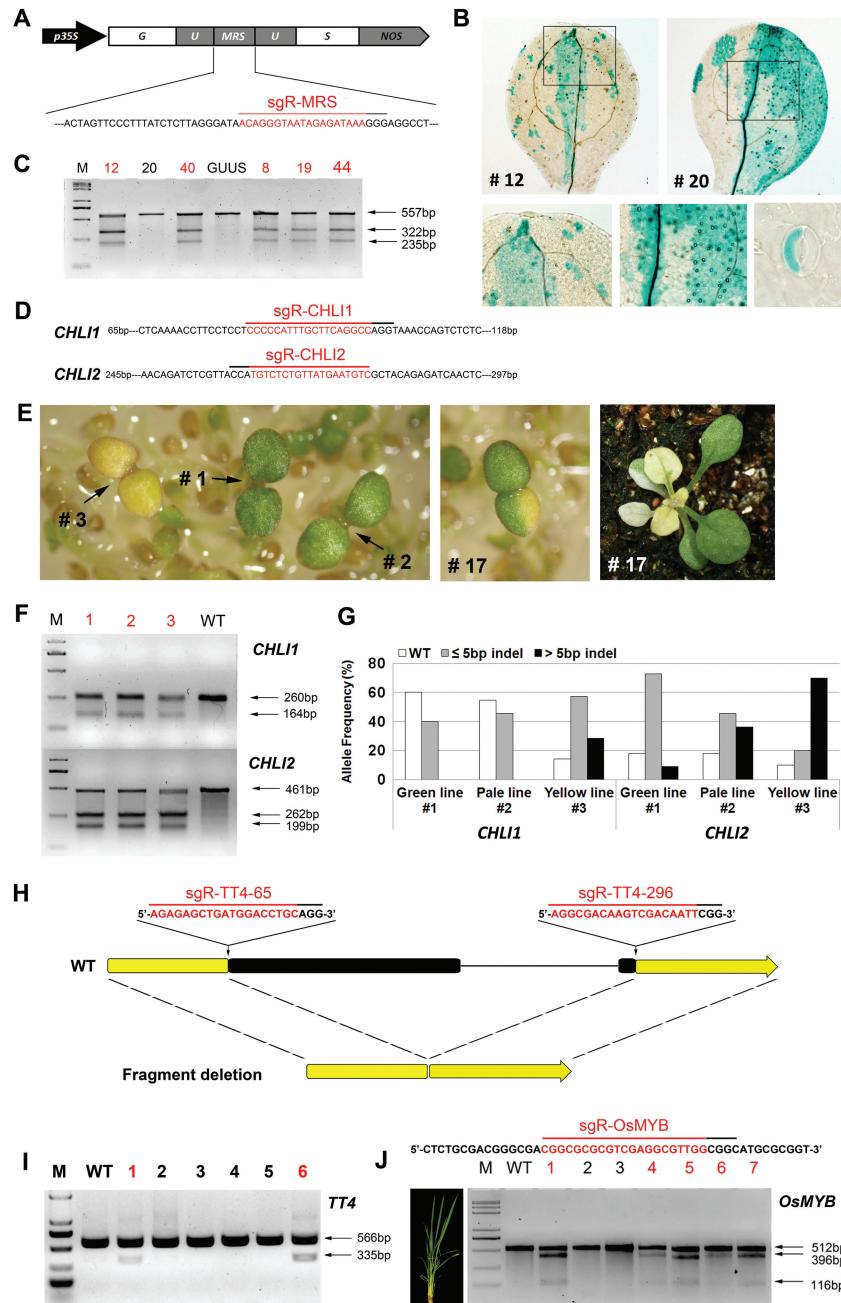 A
p35S G U MRS U S NOS
sgR-MRS
---ACTAGTTCCCTTTATCTCTTAGGGATAACAGGGTAATAGAGATAAAGGGAGGCCT---
B
# 12
# 20
C
M 12 20 40 GUUS 8 19 44
557bp
322bp
235bp
D
sgR-CHLI1
CHLI1 65bp---CTCAAAACCTTCCTCCTCCCCCATTTGCTTCAGGCCAGGTAAACCAGTCTCTC---118bp
sgR-CHLI2
CHLI2 245bp---AACAGATCTCGTTACCATGTCTCTGTTATGAATGTCGCTACAGAGATCAACTC---297bp
E
# 3
# 1
# 2
# 17
# 17
F
M 1 2 3 WT
CHLI1
260bp
164bp
CHLI2
461bp
262bp
199bp
G
WT ≤ 5bp indel > 5bp indel
Allele Frequency (%)
80
60
40
20
0
Green line Pale line Yellow line Green line Pale line Yellow line
#1 #2 #3 #1 #2 #3
CHLI1 CHLI2
H
sgR-TT4-65
5'-AGAGAGCTGATGGACCTGCAGG-3'
sgR-TT4-296
5'-AGGCGACAAGTCGACAATTCGG-3'
WT
Fragment deletion
I
M WT 1 2 3 4 5 6
TT4
566bp
335bp
J
sgR-OsMYB
5'-CTCTGCGACGGGCGACGGCGCGCGTCGAGGCGTTGGCGGCATGCGCGGT-3'
M WT 1 2 3 4 5 6 7
OsMYB
512bp
396bp
116bp